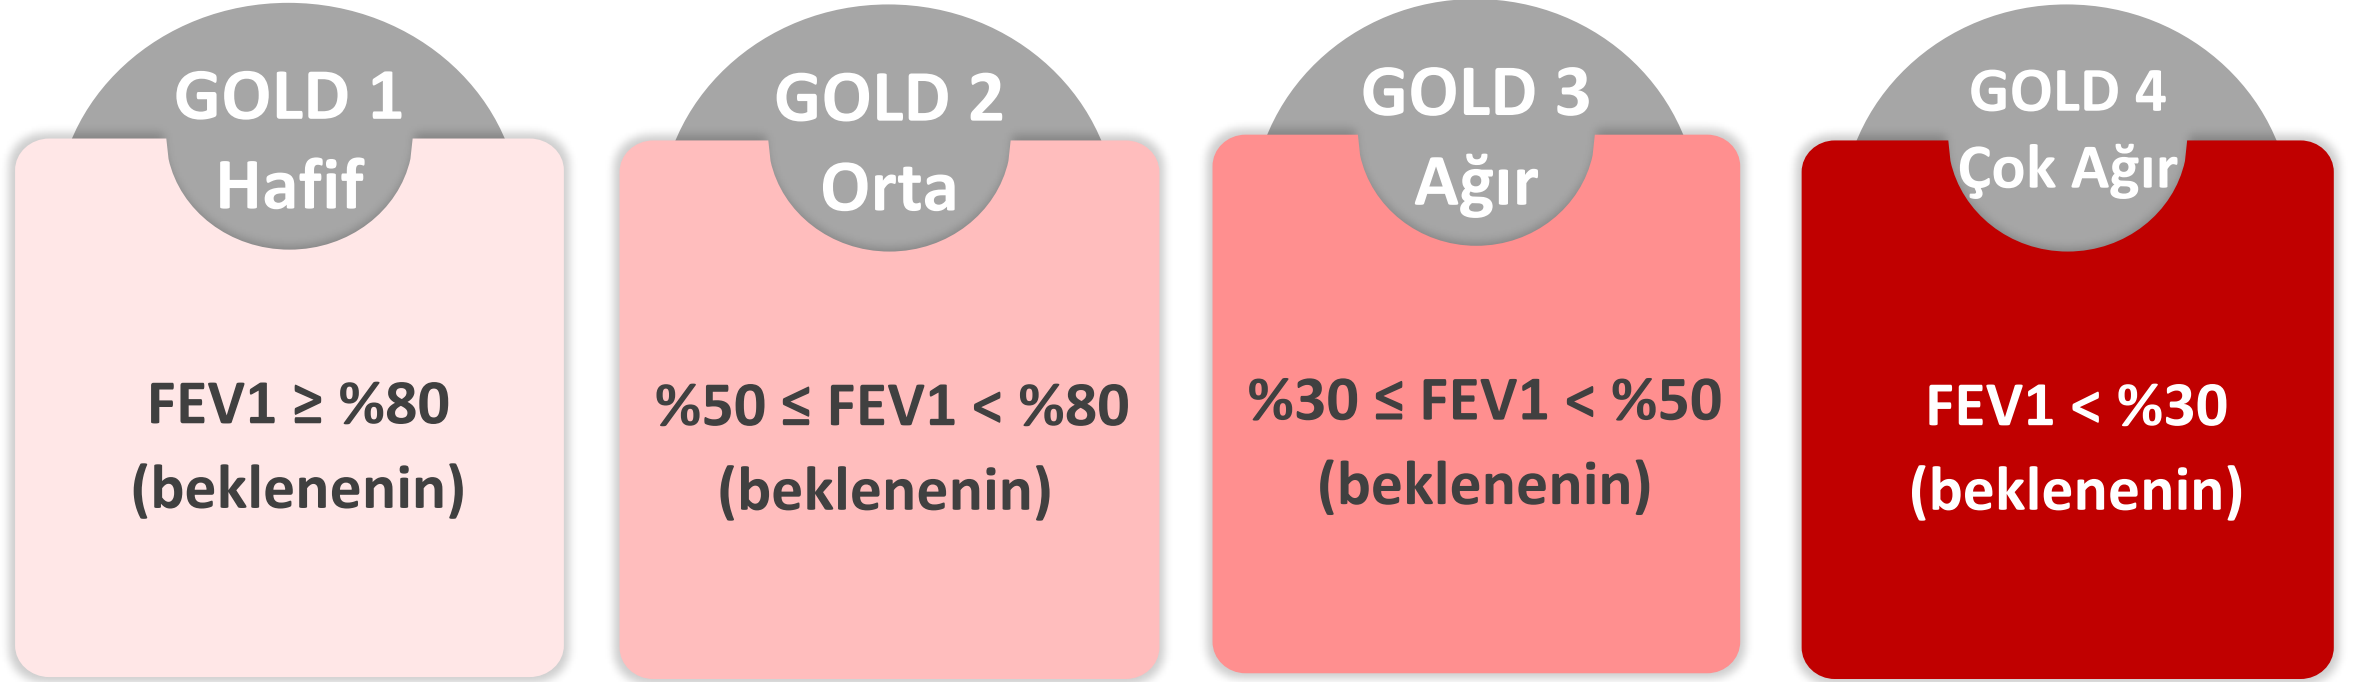 GOLD 1
Hafif
FEV1 ≥ %80
(beklenenin)
GOLD 2
Orta
%50 ≤ FEV1 < %80
(beklenenin)
GOLD 3
Ağır
%30 ≤ FEV1 < %50
(beklenenin)
GOLD 4
Çok Ağır
FEV1 < %30
(beklenenin)